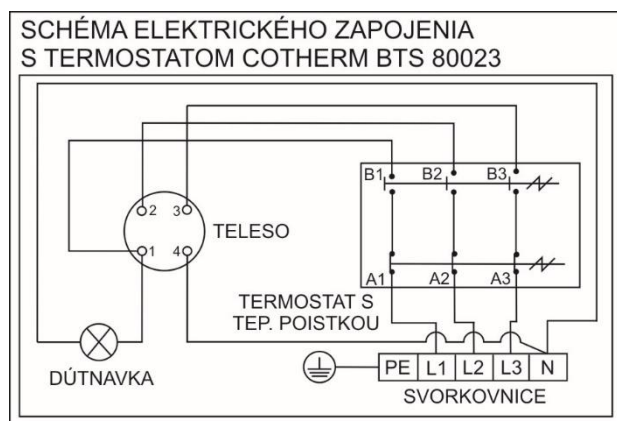 SCHÉMA ELEKTRICKÉHO ZAPOJENIA
S TERMOSTATOM COTHERM BTS 80023
B1 B2 B3
2 3
TELESO
1 4
A1 A2 A3
TERMOSTAT S
TEP. POISTKOU
DÚTNAVKA
PE L1 L2 L3 N
SVORKOVNICE